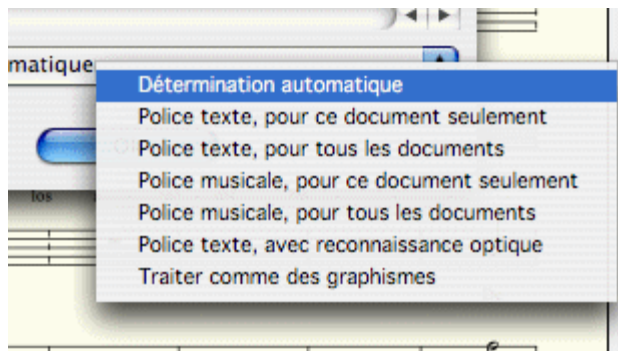 matique
Détermination automatique
Police texte, pour ce document seulement
Police texte, pour tous les documents
Police musicale, pour ce document seulement
Police musicale, pour tous les documents
Police texte, avec reconnaissance optique
Traiter comme des graphismes
los